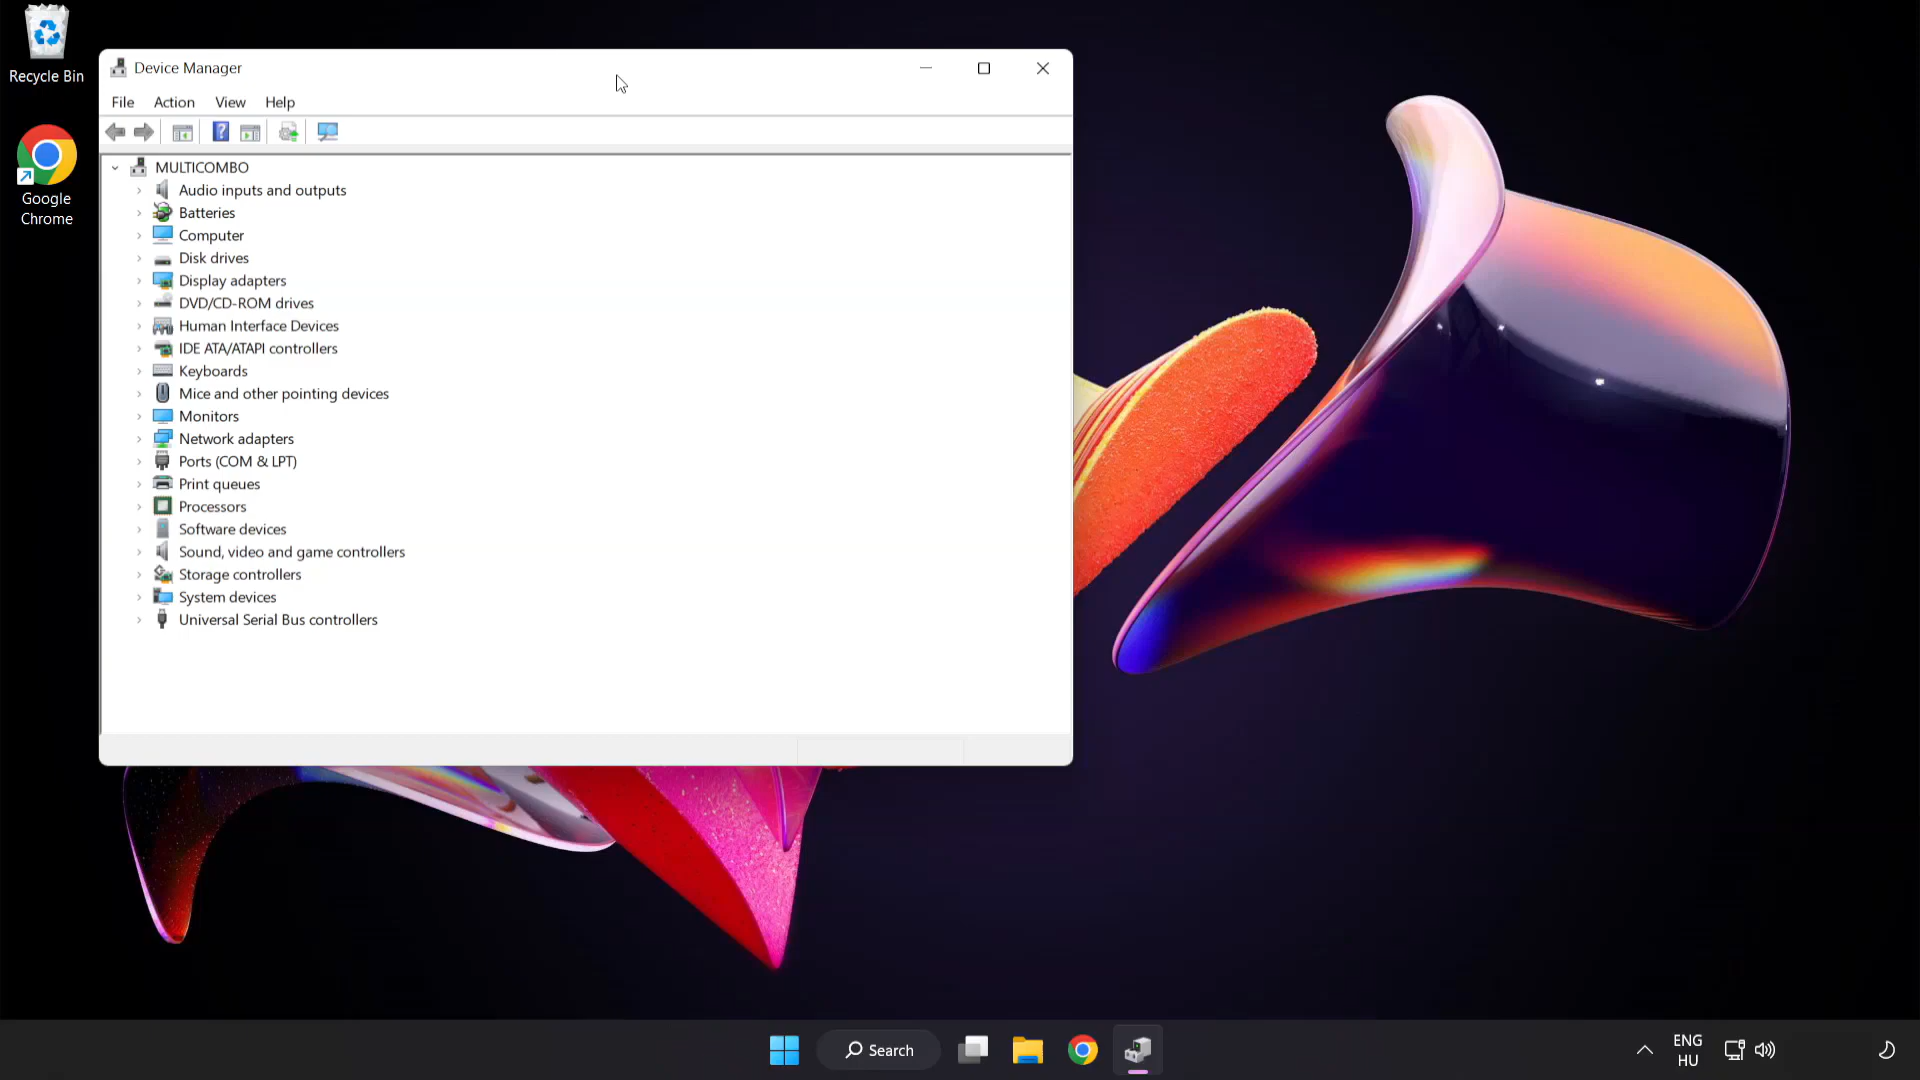 Recycle Bin
Google
Chrome
Device Manager
File Action View Help
MULTICOMBO
Audio inputs and outputs
Batteries
Computer
Disk drives
Display adapters
DVD/CD-ROM drives
Human Interface Devices
IDE ATA/ATAPI controllers
Keyboards
Mice and other pointing devices
Monitors
Network adapters
Ports (COM & LPT)
Print queues
Processors
Software devices
Sound, video and game controllers
Storage controllers
System devices
Universal Serial Bus controllers
Search
ENG
HU